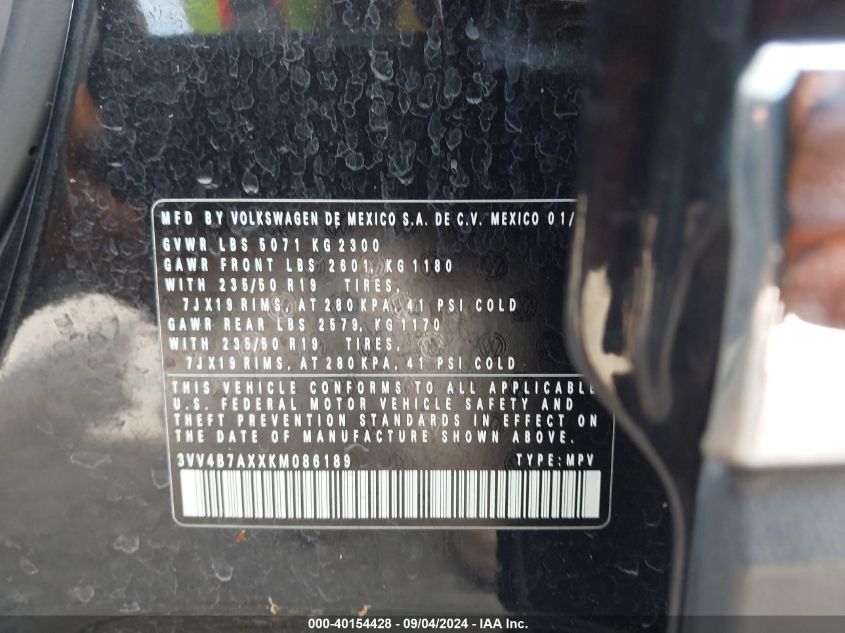 MFD BY VOLKSWAGEN DE MEXICO S.A. DE C.V. MEXICO 01/
GVWR LBS 5071 KG 2300
GAWR FRONT LBS 2601, KG 1180
WITH 235/50 R19 TIRES,
7JX19 RIMS, AT 280 KPA, 41 PSI COLD
GAWR REAR LBS 2579, KG 1170
WITH 235/50 R19 TIRES,
7JX19 RIMS, AT 280 KPA, 41 PSI COLD
THIS VEHICLE CONFORMS TO ALL APPLICABLE
U.S. FEDERAL MOTOR VEHICLE SAFETY AND
THEFT PREVENTION STANDARDS IN EFFECT ON
THE DATE OF MANUFACTURE SHOWN ABOVE.
3VV4B7AXXKM086189 TYPE: MPV
000-40154428 - 09/04/2024 - IAA Inc.